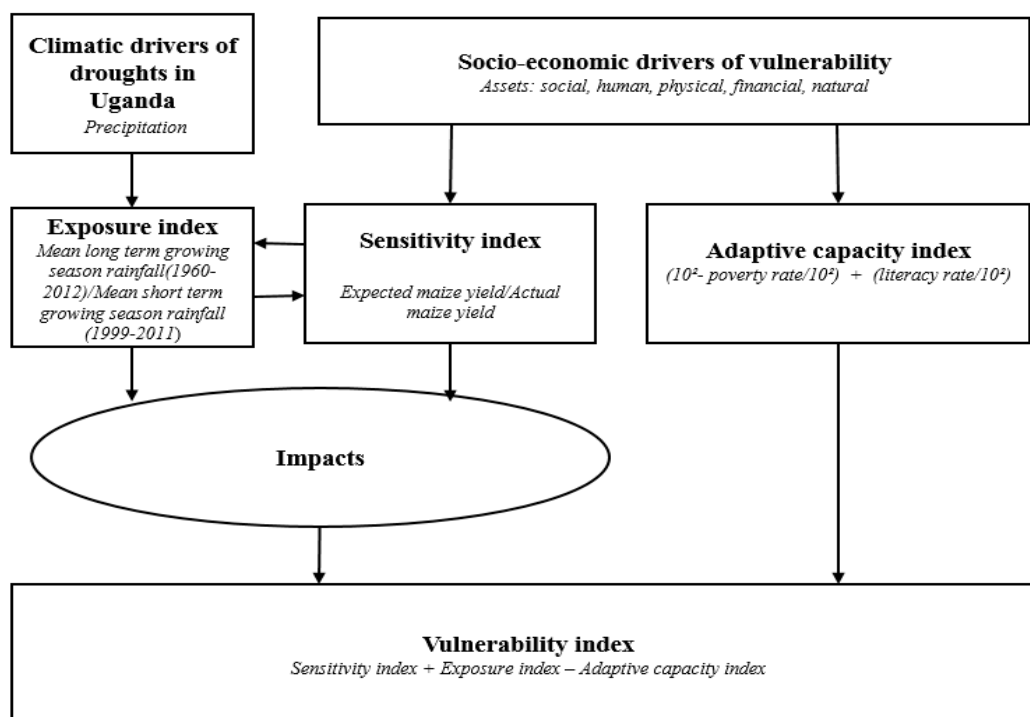 Climatic drivers of
droughts in
Uganda
Precipitation
Socio-economic drivers of vulnerability
Assets: social, human, physical, financial, natural
Exposure index
Mean long term growing
season rainfall(1960-
2012)/Mean short term
growing season rainfall
(1999-2011)
Sensitivity index
Expected maize yield/Actual
maize yield
Adaptive capacity index
(10²- poverty rate/10²) + (literacy rate/10²)
Impacts
Vulnerability index
Sensitivity index + Exposure index – Adaptive capacity index